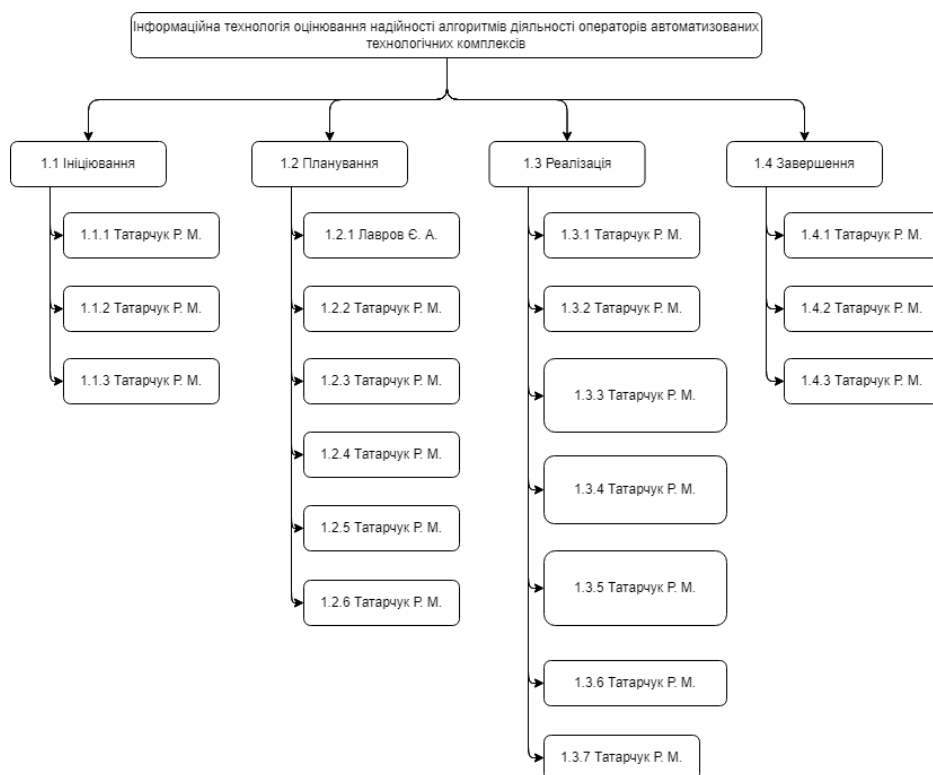 Інформаційна технологія оцінювання надійності алгоритмів діяльності операторів автоматизованих
технологічних комплексів
1.1 Ініціювання
1.2 Планування
1.3 Реалізація
1.4 Завершення
1.1.1 Татарчук Р. М.
1.1.2 Татарчук Р. М.
1.1.3 Татарчук Р. М.
1.2.1 Лавров Є. А.
1.2.2 Татарчук Р. М.
1.2.3 Татарчук Р. М.
1.2.4 Татарчук Р. М.
1.2.5 Татарчук Р. М.
1.2.6 Татарчук Р. М.
1.3.1 Татарчук Р. М.
1.3.2 Татарчук Р. М.
1.3.3 Татарчук Р. М.
1.3.4 Татарчук Р. М.
1.3.5 Татарчук Р. М.
1.3.6 Татарчук Р. М.
1.3.7 Татарчук Р. М.
1.4.1 Татарчук Р. М.
1.4.2 Татарчук Р. М.
1.4.3 Татарчук Р. М.